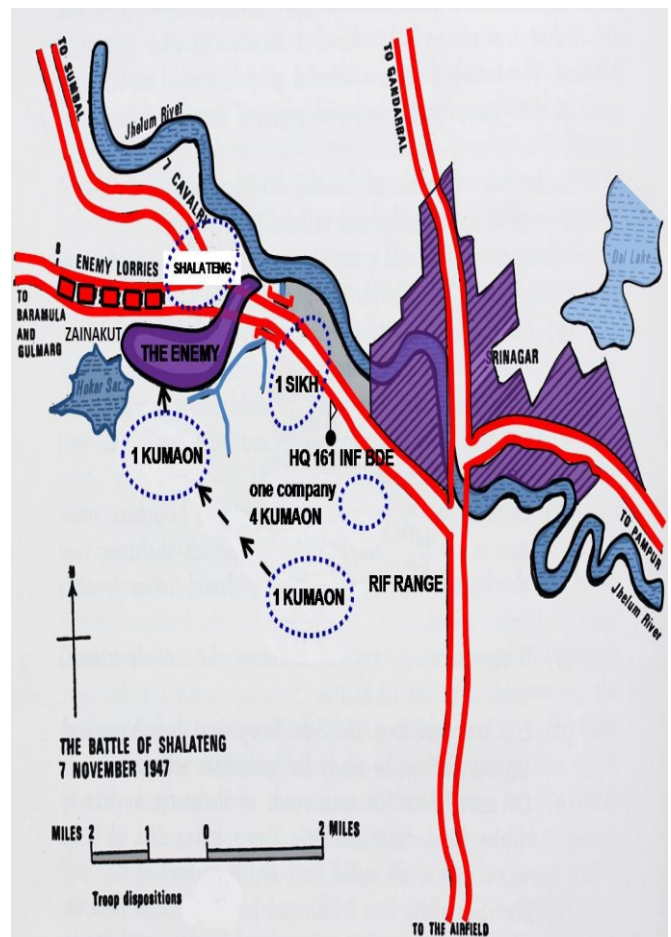 TO SUMBAL
Jhelum River
7 CAVALRY
TO GANDARBAL
Dal Lake
ENEMY LORRIES
SHALATENG
TO
BARAMULA
AND
GULMARG
ZAINAKUT
THE ENEMY
Hokar Sar
1 SIKH
SRINAGAR
1 KUMAON
HQ 161 INF BDE
one company
4 KUMAON
TO PAMPUR
1 KUMAON
RIF RANGE
Jhelum River
N
THE BATTLE OF SHALATENG
7 NOVEMBER 1947
MILES 2 1 0 2 MILES
Troop dispositions
TO THE AIRFIELD